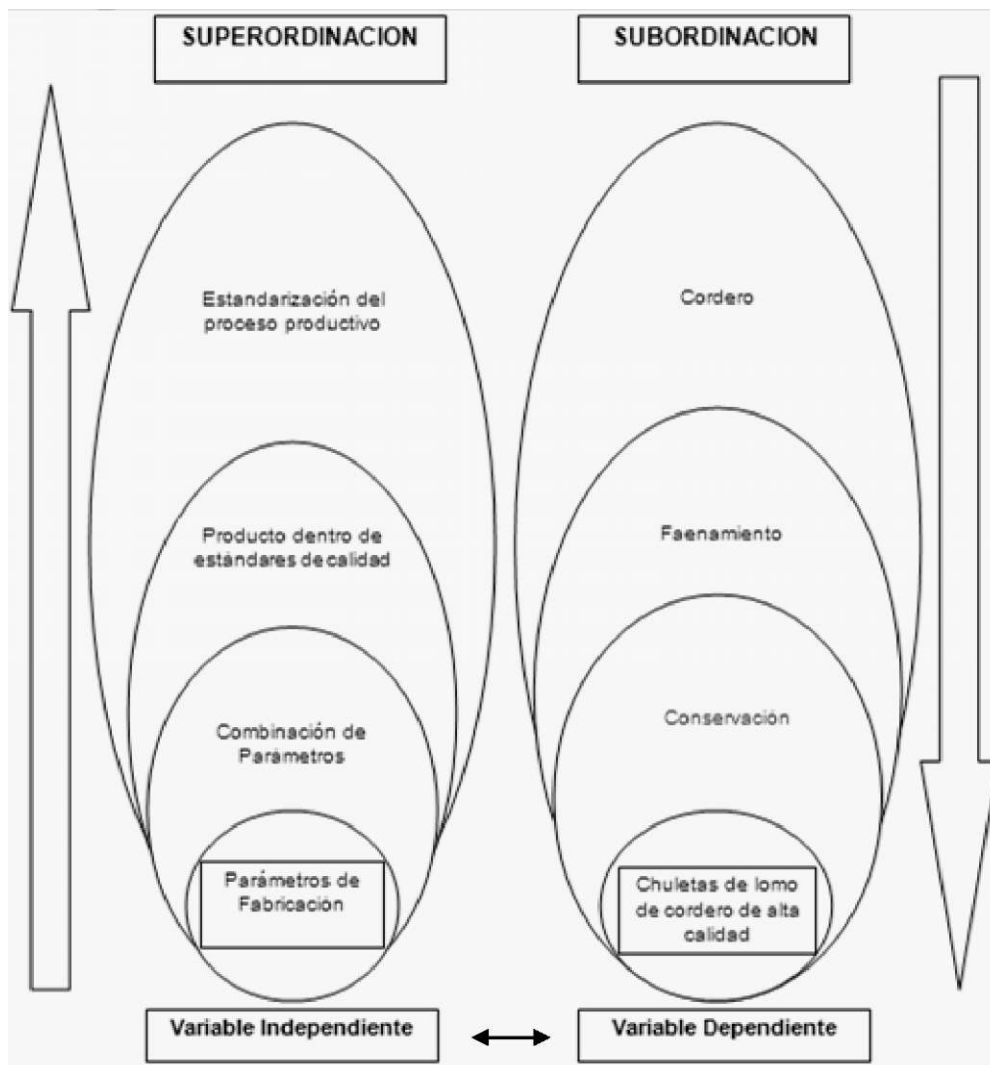 SUPERORDINACION
SUBORDINACION
Estandarización del
proceso productivo
Cordero
Producto dentro de
estándares de calidad
Faenamiento
Combinación de
Parámetros
Conservación
Parámetros de
Fabricación
Chuletas de lomo
de cordero de alta
calidad
Variable Independiente
Variable Dependiente